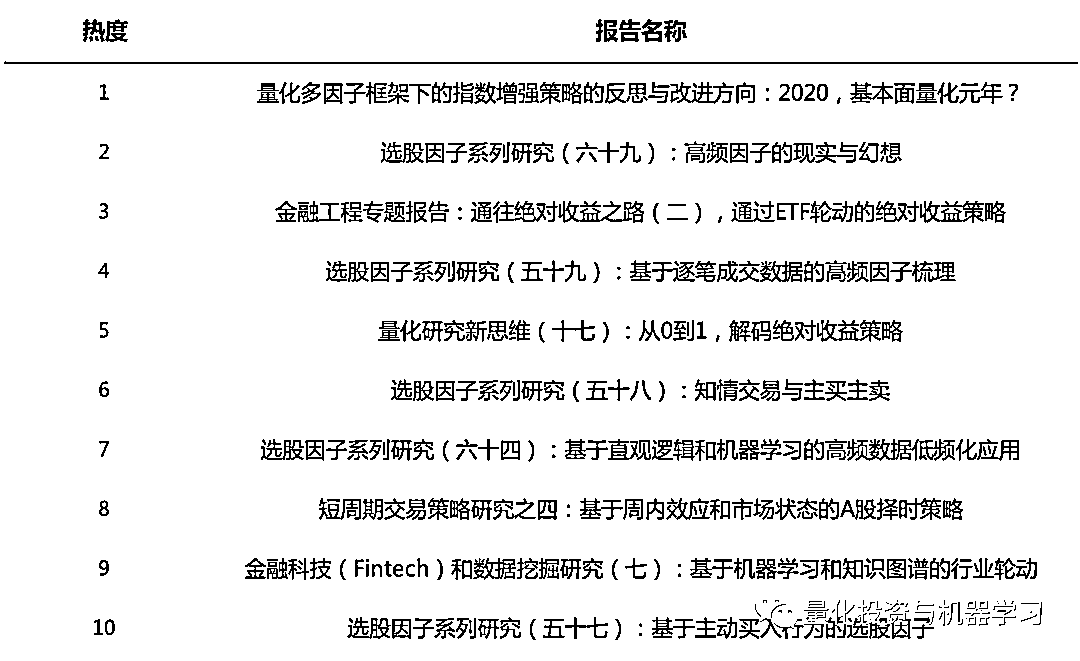 热度 报告名称
1 量化多因子框架下的指数增强策略的反思与改进方向：2020，基本面量化元年？
2 选股因子系列研究（六十九）：高频因子的现实与幻想
3 金融工程专题报告：通往绝对收益之路（二），通过ETF轮动的绝对收益策略
4 选股因子系列研究（五十九）：基于逐笔成交数据的高频因子梳理
5 量化研究新思维（十七）：从0到1，解码绝对收益策略
6 选股因子系列研究（五十八）：知情交易与主买主卖
7 选股因子系列研究（六十四）：基于直观逻辑和机器学习的高频数据低频化应用
8 短周期交易策略研究之四：基于周内效应和市场状态的A股择时策略
9 金融科技（Fintech）和数据挖掘研究（七）：基于机器学习和知识图谱的行业轮动
量化投资与机器学习
10 选股因子系列研究（五十七）：基于主动买入行为的选股因子